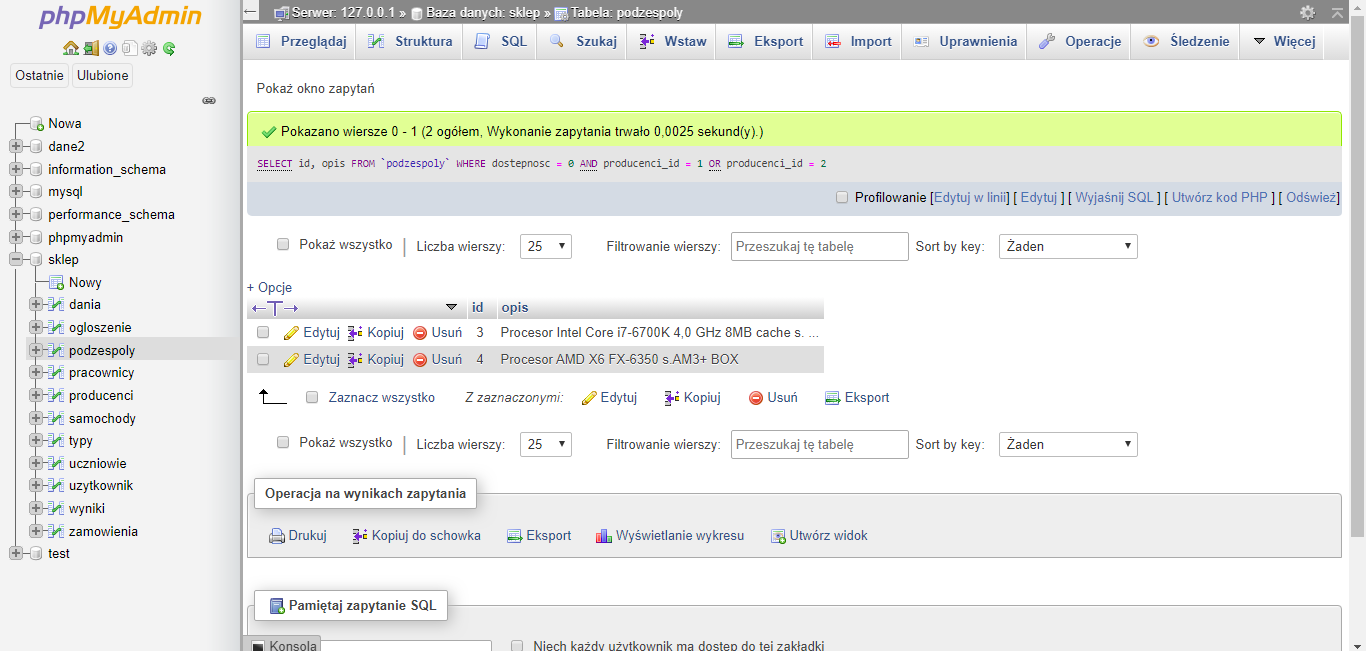 phpMyAdmin
Ostatnie Ulubione
Nowa
dane2
information_schema
mysql
performance_schema
phpmyadmin
sklep
Nowy
dania
ogloszenie
podzespoly
pracownicy
producenci
samochody
typy
uczniowie
uzytkownik
wyniki
zamowienia
test
Serwer: 127.0.0.1 » Baza danych: sklep » Tabela: podzespoly
Przeglądaj Struktura SQL Szukaj Wstaw Eksport Import Uprawnienia Operacje Śledzenie Więcej
Pokaż okno zapytań
Pokazano wiersze 0 - 1 (2 ogółem, Wykonanie zapytania trwało 0,0025 sekund(y).)
SELECT id, opis FROM `podzespoly` WHERE dostepnosc = 0 AND producenci_id = 1 OR producenci_id = 2
Profilowanie [Edytuj w linii] [ Edytuj ] [ Wyjaśnij SQL ] [ Utwórz kod PHP ] [ Odśwież]
Pokaż wszystko | Liczba wierszy: 25 Filtrowanie wierszy: Przeszukaj tę tabelę Sort by key: Żaden
+ Opcje
←T→ id opis
Edytuj Kopiuj Usuń 3 Procesor Intel Core i7-6700K 4,0 GHz 8MB cache s. ...
Edytuj Kopiuj Usuń 4 Procesor AMD X6 FX-6350 s.AM3+ BOX
Zaznacz wszystko Z zaznaczonymi: Edytuj Kopiuj Usuń Eksport
Pokaż wszystko | Liczba wierszy: 25 Filtrowanie wierszy: Przeszukaj tę tabelę Sort by key: Żaden
Operacja na wynikach zapytania
Drukuj Kopiuj do schowka Eksport Wyświetlanie wykresu Utwórz widok
Pamiętaj zapytanie SQL
Konsola Niech każdy użytkownik ma dostęp do tej zakładki